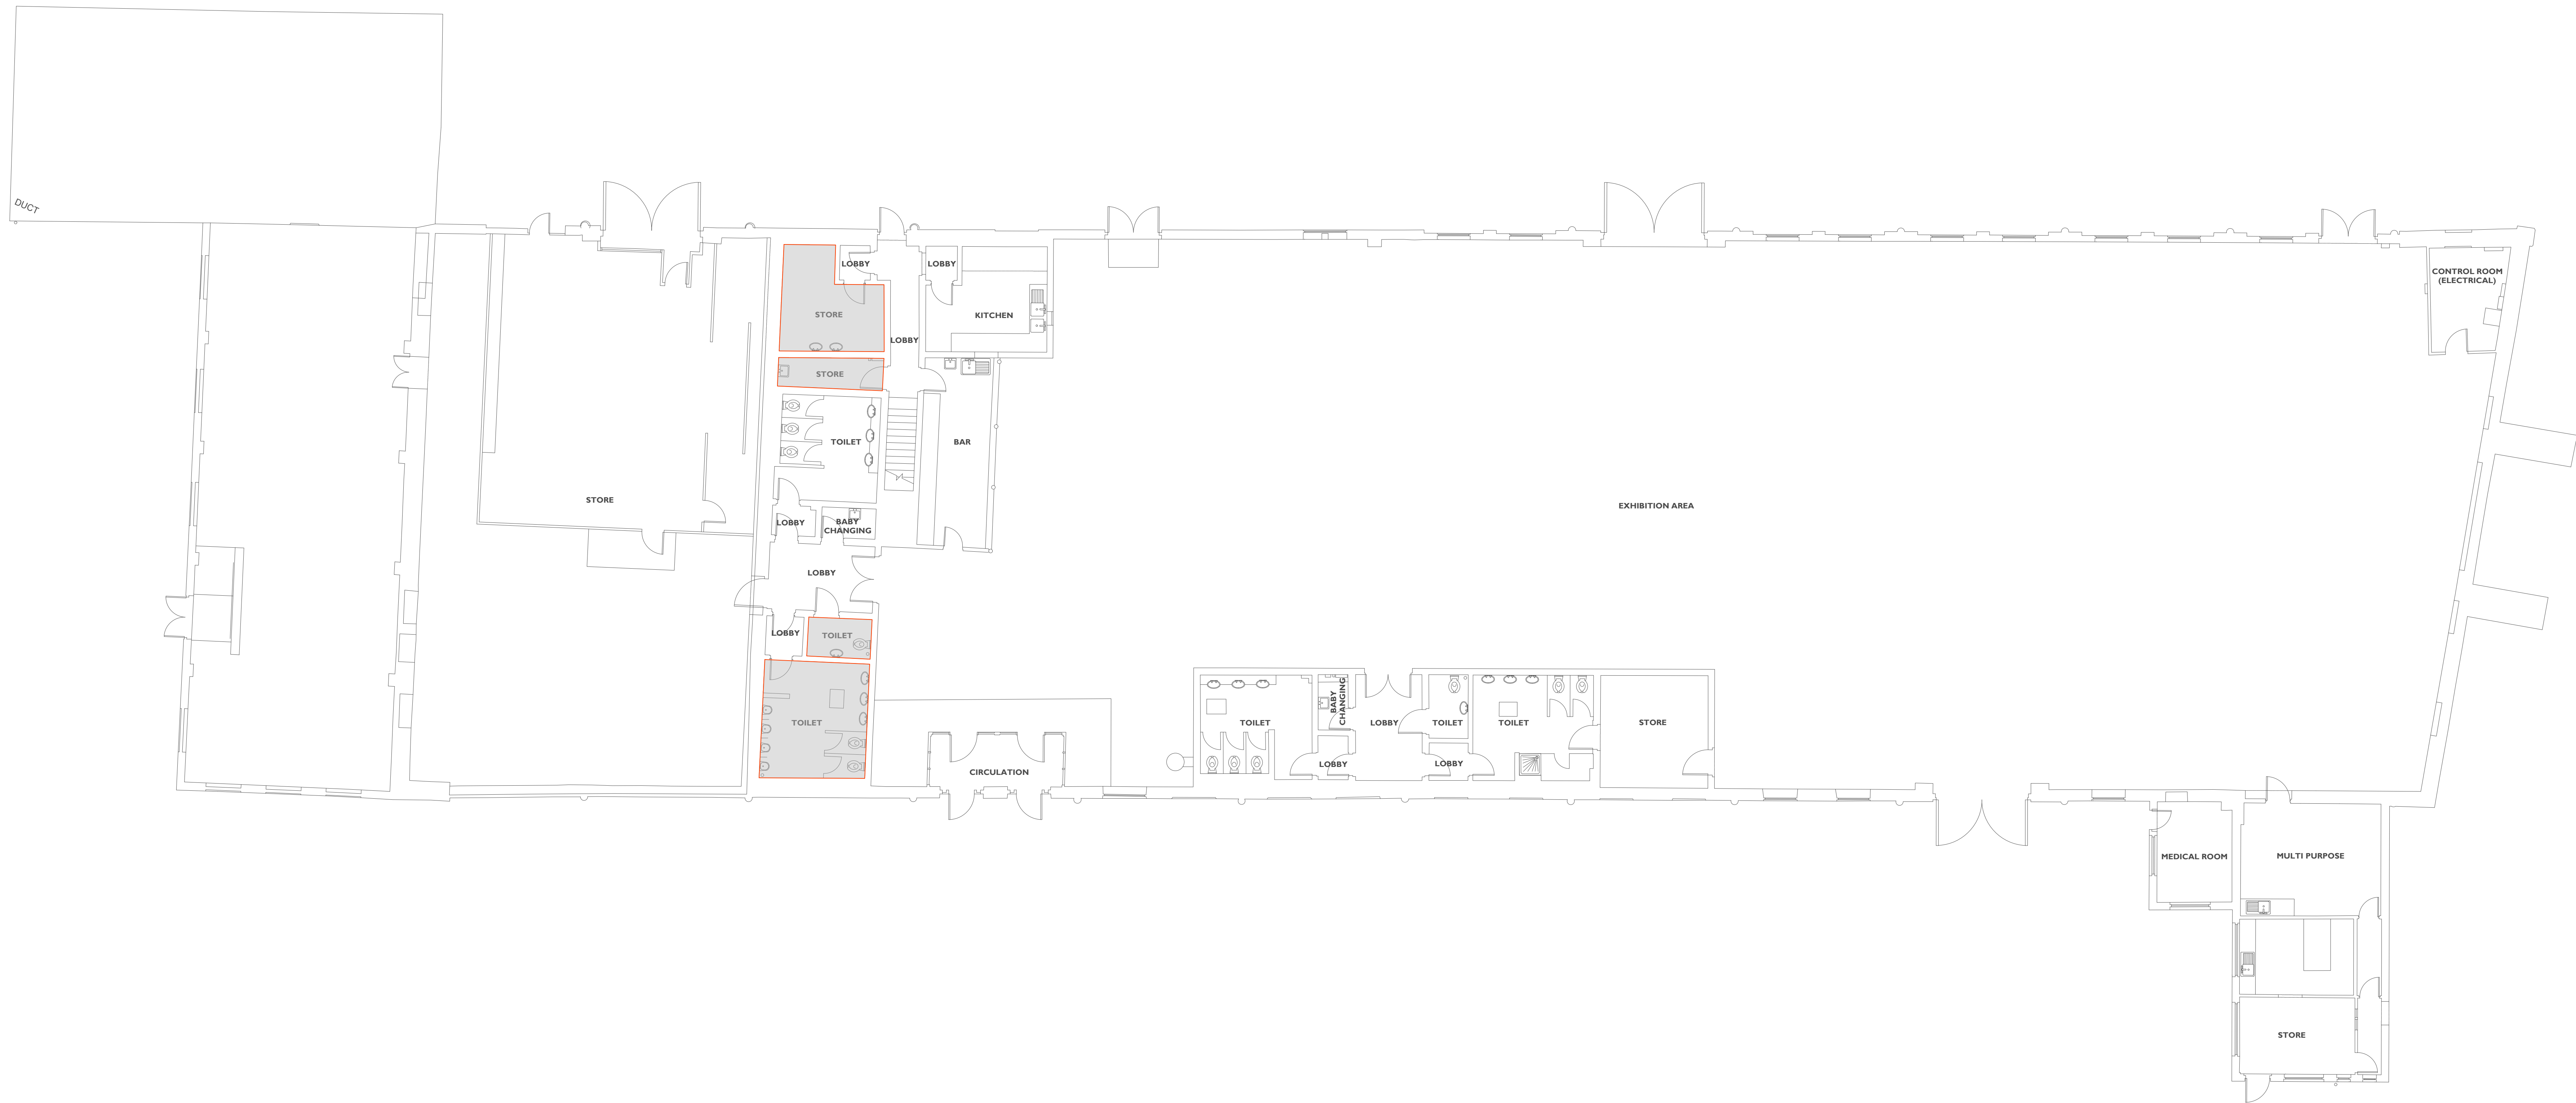 DUCT
LOBBY
LOBBY
CONTROL ROOM
(ELECTRICAL)
STORE
KITCHEN
LOBBY
STORE
TOILET
BAR
STORE
EXHIBITION AREA
LOBBY
BABY
CHANGING
LOBBY
LOBBY
TOILET
BABY
CHANGING
TOILET
TOILET
LOBBY
TOILET
TOILET
STORE
LOBBY
LOBBY
CIRCULATION
MEDICAL ROOM
MULTI PURPOSE
STORE